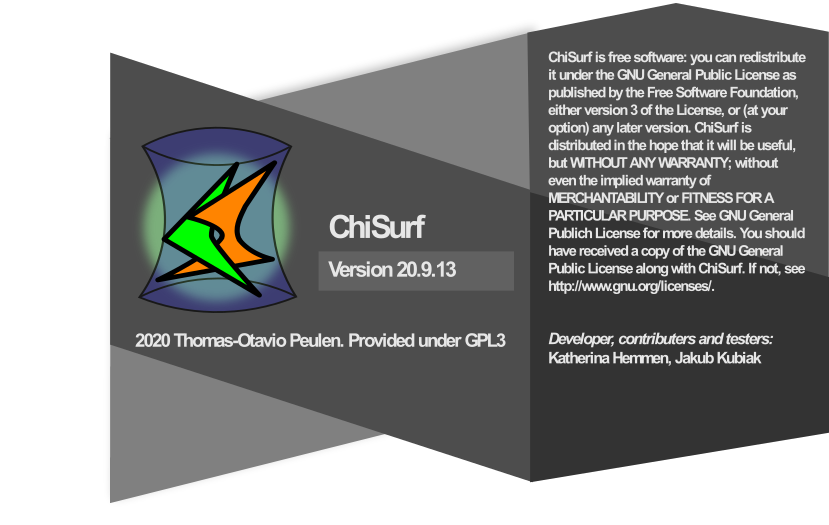 ChiSurf
Version 20.9.13
2020 Thomas-Otavio Peulen. Provided under GPL3
ChiSurf is free software: you can redistribute
it under the GNU General Public License as
published by the Free Software Foundation,
either version 3 of the License, or (at your
option) any later version. ChiSurf is
distributed in the hope that it will be useful,
but WITHOUT ANY WARRANTY; without
even the implied warranty of
MERCHANTABILITY or FITNESS FOR A
PARTICULAR PURPOSE. See GNU General
Publich License for more details. You should
have received a copy of the GNU General
Public License along with ChiSurf. If not, see
http://www.gnu.org/licenses/.
Developer, contributers and testers:
Katherina Hemmen, Jakub Kubiak